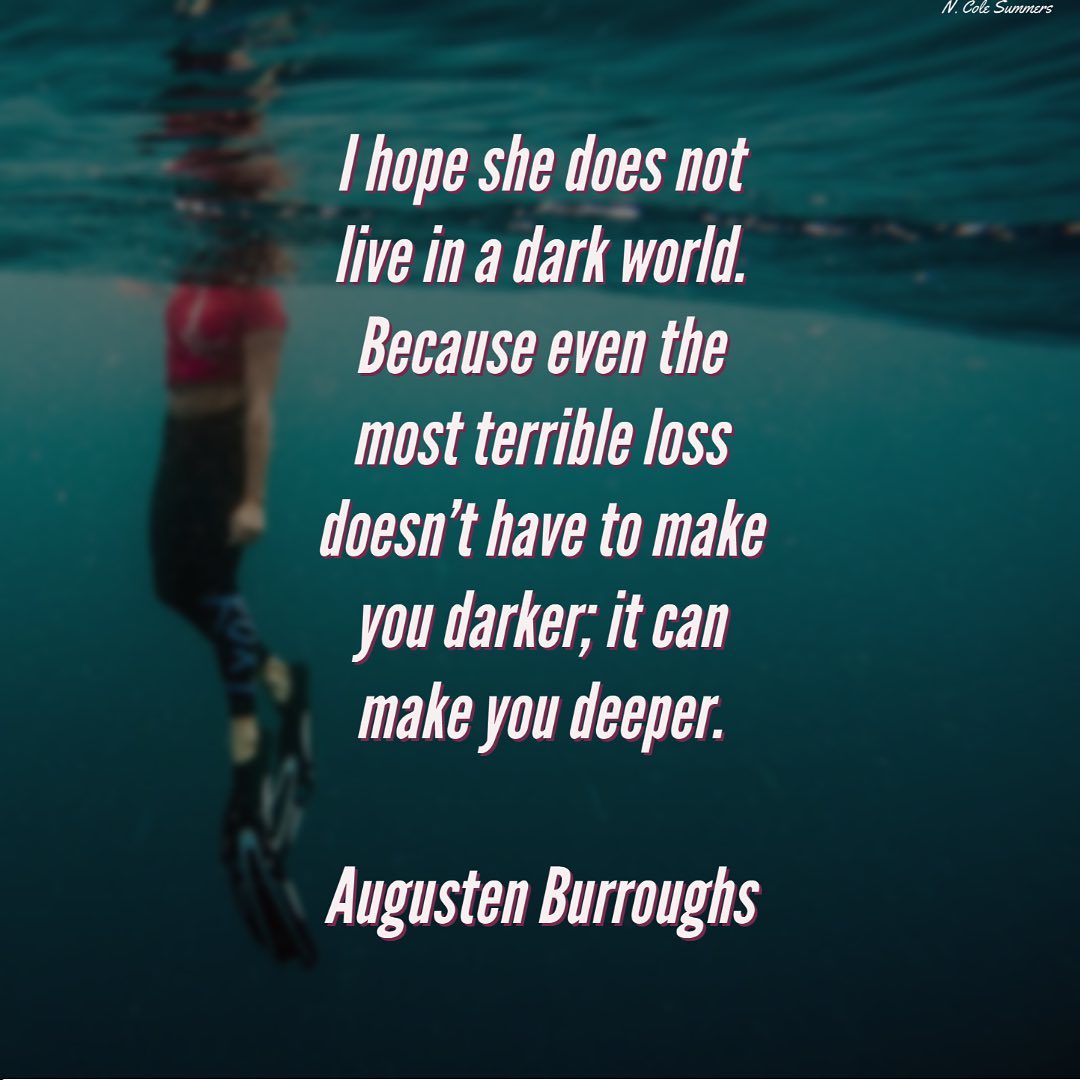 N. Cole Summers
I hope she does not
live in a dark world.
Because even the
most terrible loss
doesn’t have to make
you darker; it can
make you deeper.
Augusten Burroughs